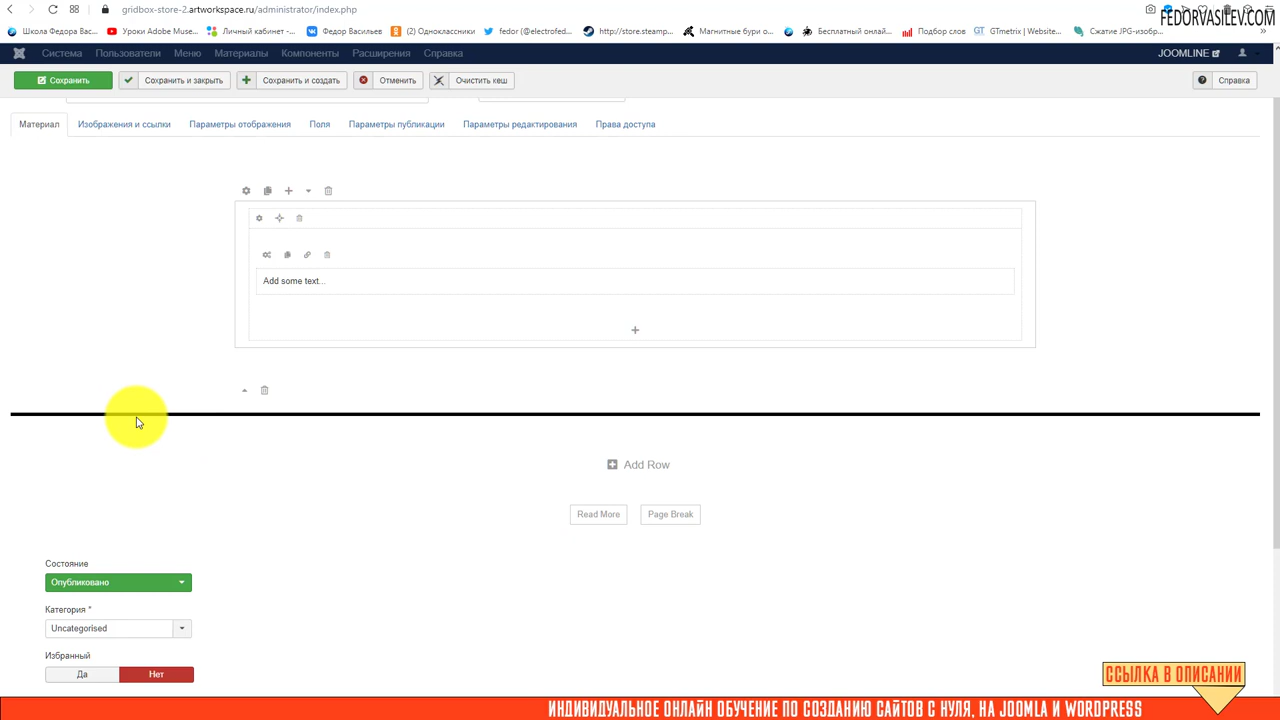 gridbox-store-2.artworkspace.ru/administrator/index.php
FEDORVASILEV.COM
Школа Федора Вас...
Уроки Adobe Muse...
Личный кабинет -...
Федор Васильев
(2) Одноклассники
fedor (@electrofed...
http://store.steamp...
Магнитные бури о...
Бесплатный онлай...
Подбор слов
GTmetrix | Website...
Сжатие JPG-изобр...
Система
Пользователи
Меню
Материалы
Компоненты
Расширения
Справка
JOOMLINE
Сохранить
Сохранить и закрыть
Сохранить и создать
Отменить
Очистить кеш
Справка
Материал
Изображения и ссылки
Параметры отображения
Поля
Параметры публикации
Параметры редактирования
Права доступа
Add some text...
Add Row
Read More
Page Break
Состояние
Опубликовано
Категория *
Uncategorised
Избранный
Да
Нет
ССЫЛКА В ОПИСАНИИ
ИНДИВИДУАЛЬНОЕ ОНЛАЙН ОБУЧЕНИЕ ПО СОЗДАНИЮ САЙТОВ С НУЛЯ, НА JOOMLA И WORDPRESS